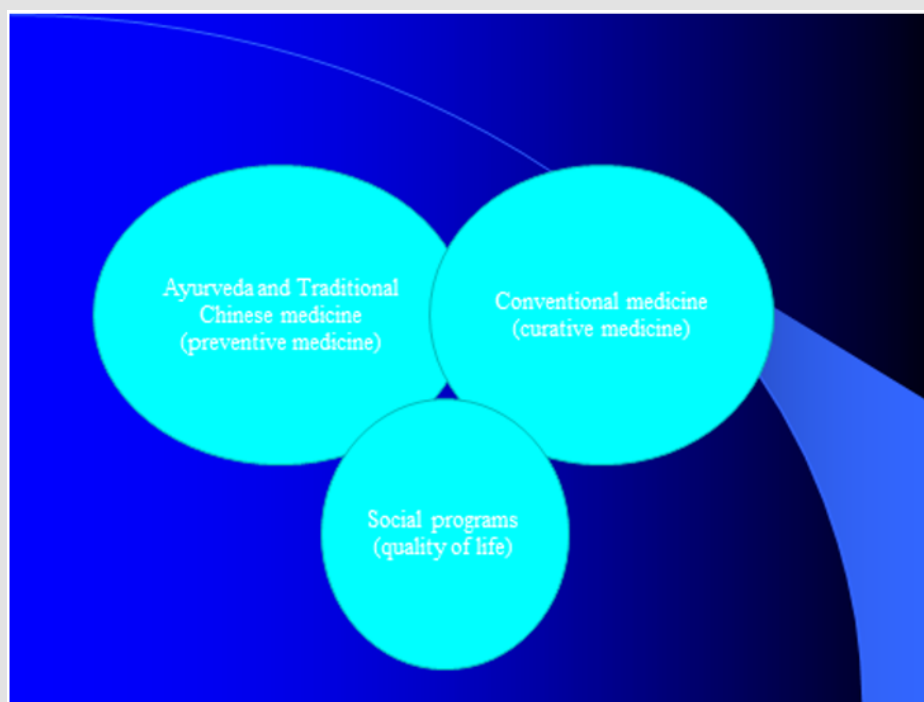 Ayurveda and Traditional
Chinese medicine
(preventive medicine)
Conventional medicine
(curative medicine)
Social programs
(quality of life)